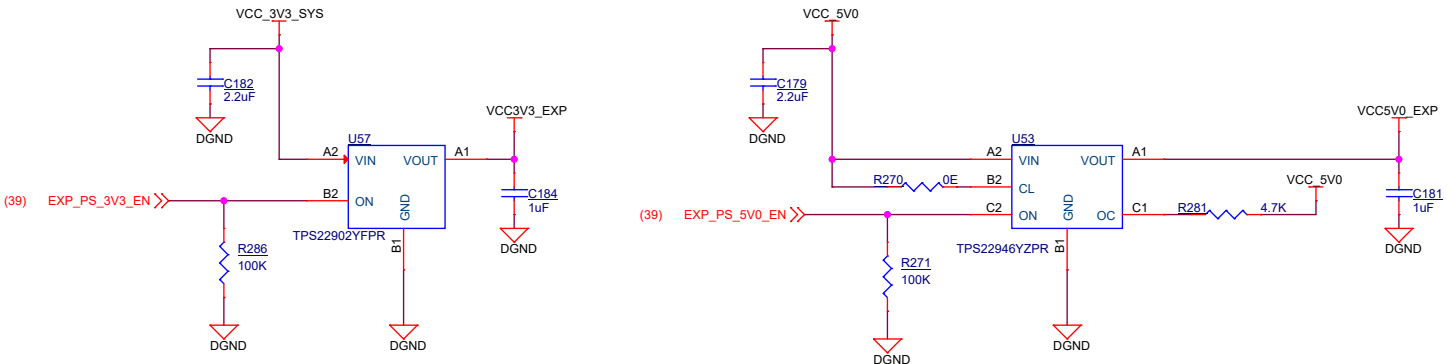 VCC_3V3_SYS
C182
2.2uF
DGND
VCC3V3_EXP
U57
A2
VIN
VOUT
A1
B2
ON
GND
B1
TPS22902YFPR
C184
1uF
DGND
(39) EXP_PS_3V3_EN
R286
100K
DGND
DGND
VCC_5V0
C179
2.2uF
DGND
VCC5V0_EXP
U53
A2
VIN
VOUT
A1
R270
0E
B2
CL
VCC_5V0
C181
1uF
DGND
(39) EXP_PS_5V0_EN
C2
ON
GND
OC
C1
R281
4.7K
B1
TPS22946YZPR
R271
100K
DGND
DGND